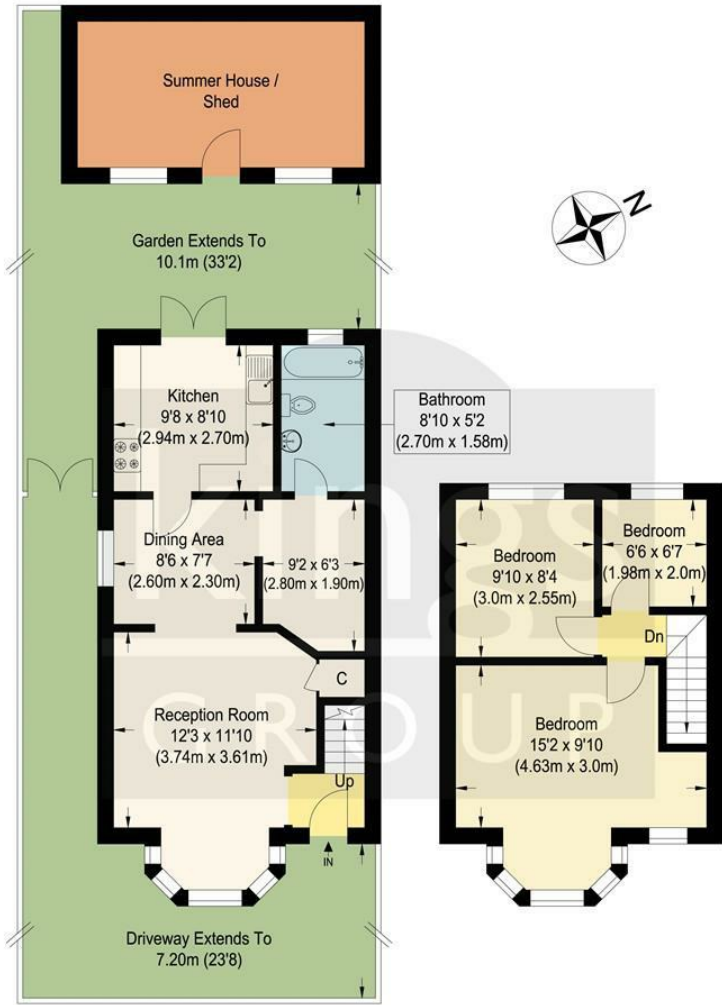 Summer House /
Shed
N
Garden Extends To
10.1m (33'2)
Kitchen
9'8 x 8'10
(2.94m x 2.70m)
Bathroom
8'10 x 5'2
(2.70m x 1.58m)
Dining Area
8'6 x 7'7
(2.60m x 2.30m)
9'2 x 6'3
(2.80m x 1.90m)
C
Reception Room
12'3 x 11'10
(3.74m x 3.61m)
Up
IN
Driveway Extends To
7.20m (23'8)
Bedroom
9'10 x 8'4
(3.0m x 2.55m)
Bedroom
6'6 x 6'7
(1.98m x 2.0m)
Dn
Bedroom
15'2 x 9'10
(4.63m x 3.0m)
kings
GROUP